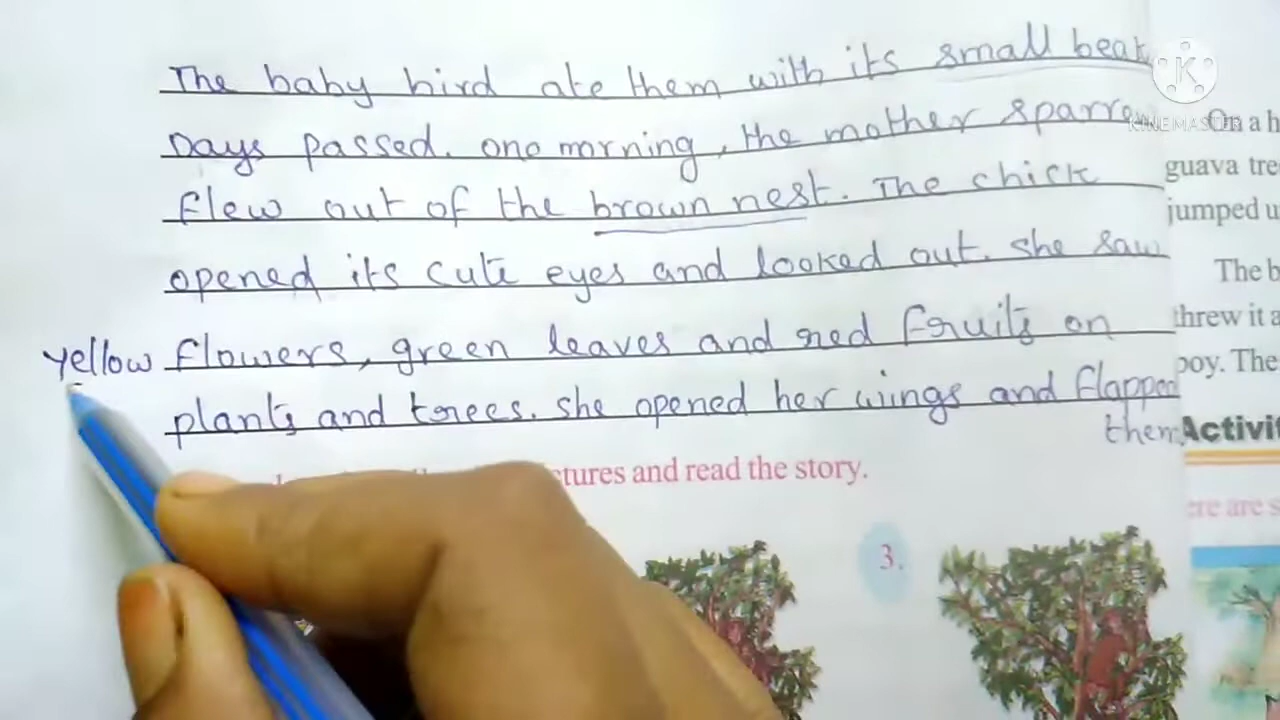 The baby bird ate them with its small beak
Days passed. one morning, the mother sparrow
flew out of the brown nest. The chick
opened its cute eyes and looked out. she saw
yellow flowers, green leaves and red fruits on
plants and trees. she opened her wings and flapped
them
tures and read the story.
3.
On a h
guava tre
jumped u
The b
threw it a
boy. The
Activit
ere are s
K
KINEMASTER